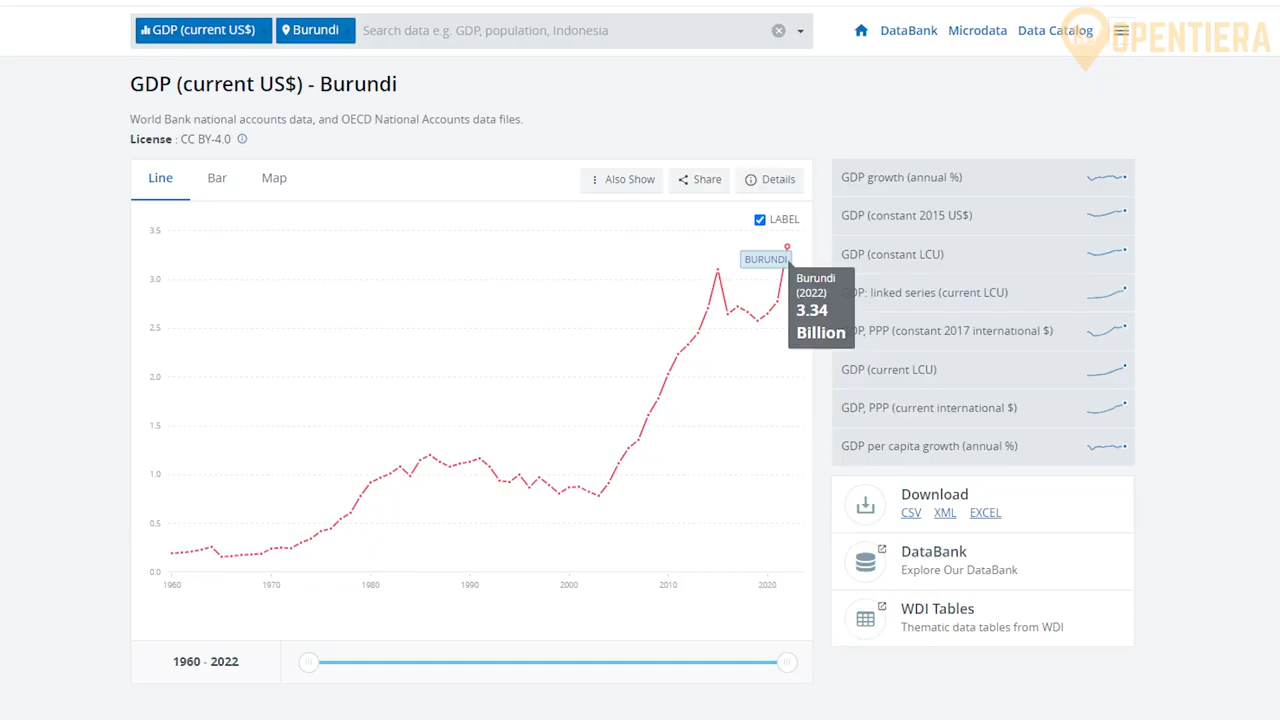 GDP (current US$) Burundi Search data e.g. GDP, population, Indonesia DataBank Microdata Data Catalog
OPENTIERA
GDP (current US$) - Burundi
World Bank national accounts data, and OECD National Accounts data files.
License : CC BY-4.0
Line Bar Map Also Show Share Details
LABEL
3.5
3.0
2.5
2.0
1.5
1.0
0.5
0.0
1960 1970 1980 1990 2000 2010 2020
BURUNDI
Burundi
(2022)
3.34
Billion
1960 - 2022
GDP growth (annual %)
GDP (constant 2015 US$)
GDP (constant LCU)
GDP: linked series (current LCU)
GDP, PPP (constant 2017 international $)
GDP (current LCU)
GDP, PPP (current international $)
GDP per capita growth (annual %)
Download
CSV XML EXCEL
DataBank
Explore Our DataBank
WDI Tables
Thematic data tables from WDI